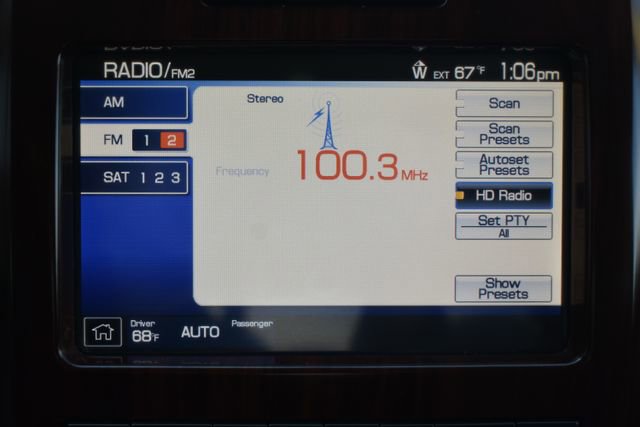 RADIO/FM2
W EXT 67°F 1:06pm
AM
FM 1 2
SAT 1 2 3
Stereo
Frequency 100.3 MHz
Scan
Scan
Presets
Autoset
Presets
HD Radio
Set PTY
All
Show
Presets
Driver
68°F
AUTO
Passenger